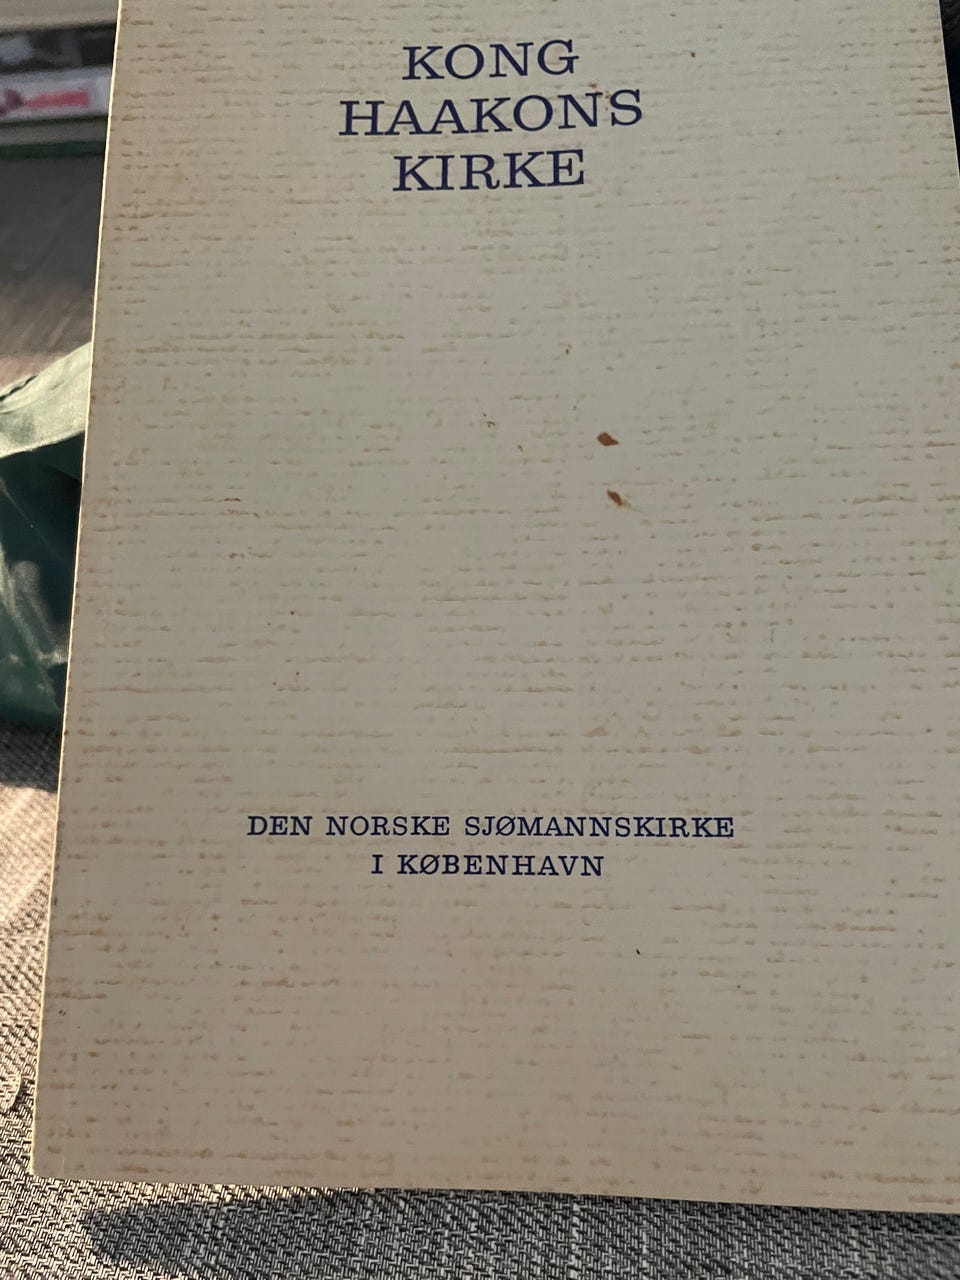 KONG
HAAKONS
KIRKE
DEN NORSKE SJØMANNSKIRKE
I KØBENHAVN